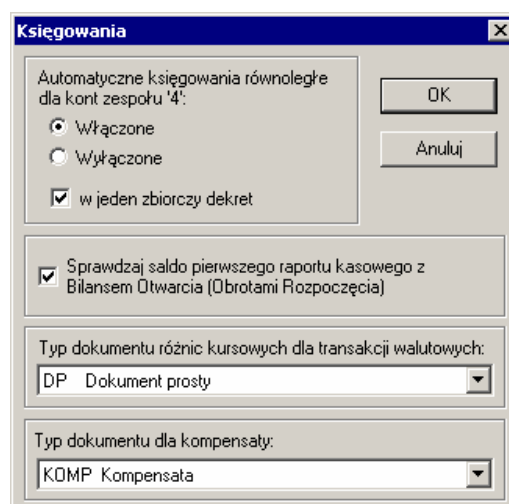 Księgowania
Automatyczne księgowania równoległe
dla kont zespołu '4':
Włączone
Wyłączone
w jeden zbiorczy dekret
OK
Anuluj
Sprawdzaj saldo pierwszego raportu kasowego z
Bilansem Otwarcia (Obrotami Rozpoczęcia)
Typ dokumentu różnic kursowych dla transakcji walutowych:
DP Dokument prosty
Typ dokumentu dla kompensaty:
KOMP Kompensata